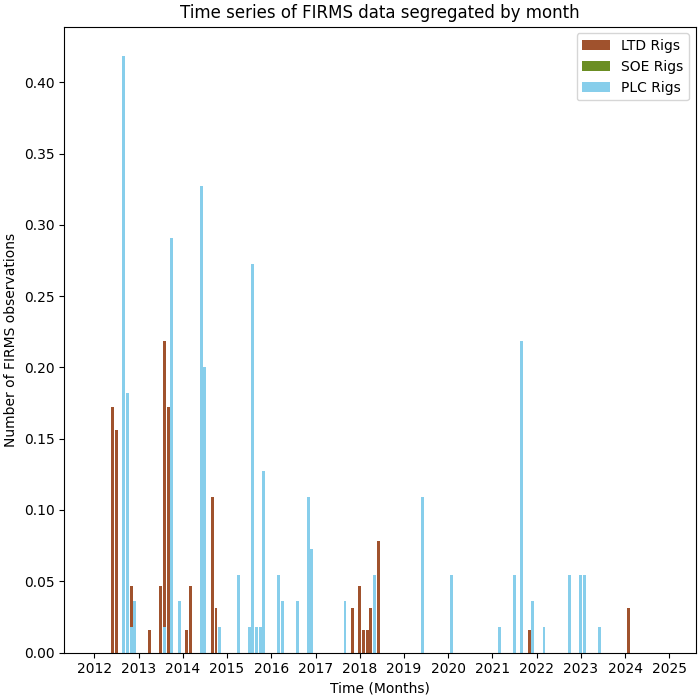 Time series of FIRMS data segregated by month
LTD Rigs
SOE Rigs
PLC Rigs
Number of FIRMS observations
0.40
0.35
0.30
0.25
0.20
0.15
0.10
0.05
0.00
2012 2013 2014 2015 2016 2017 2018 2019 2020 2021 2022 2023 2024 2025
Time (Months)